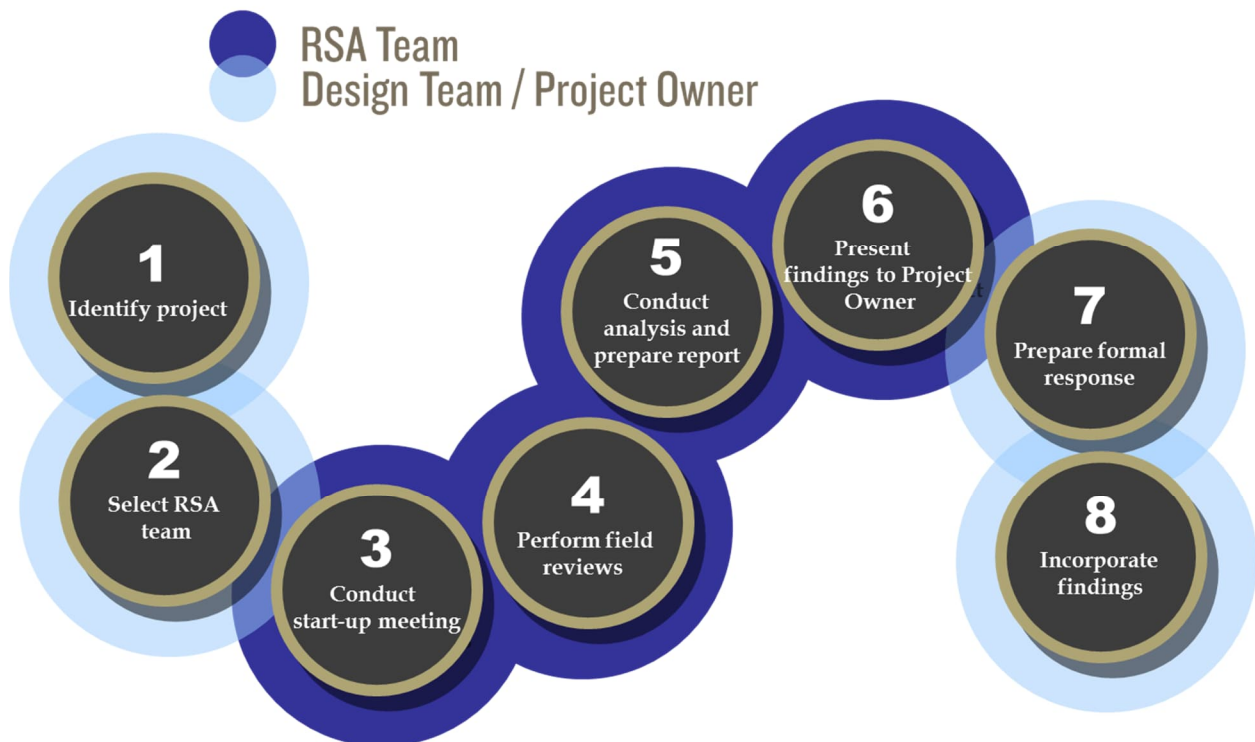 RSA Team
Design Team / Project Owner
1
Identify project
2
Select RSA
team
3
Conduct
start-up meeting
4
Perform field
reviews
5
Conduct
analysis and
prepare report
6
Present
findings to Project
Owner
7
Prepare formal
response
8
Incorporate
findings